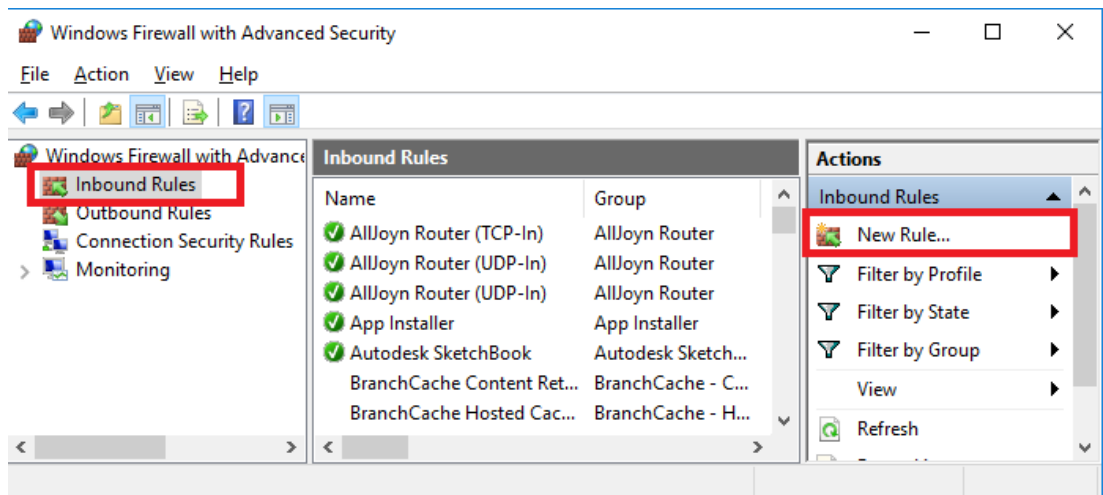 Windows Firewall with Advanced Security
File Action View Help
Windows Firewall with Advance
Inbound Rules
Outbound Rules
Connection Security Rules
Monitoring
Inbound Rules
Name Group
AllJoyn Router (TCP-In) AllJoyn Router
AllJoyn Router (UDP-In) AllJoyn Router
AllJoyn Router (UDP-In) AllJoyn Router
App Installer App Installer
Autodesk SketchBook Autodesk Sketch...
BranchCache Content Ret... BranchCache - C...
BranchCache Hosted Cac... BranchCache - H...
Actions
Inbound Rules
New Rule...
Filter by Profile
Filter by State
Filter by Group
View
Refresh